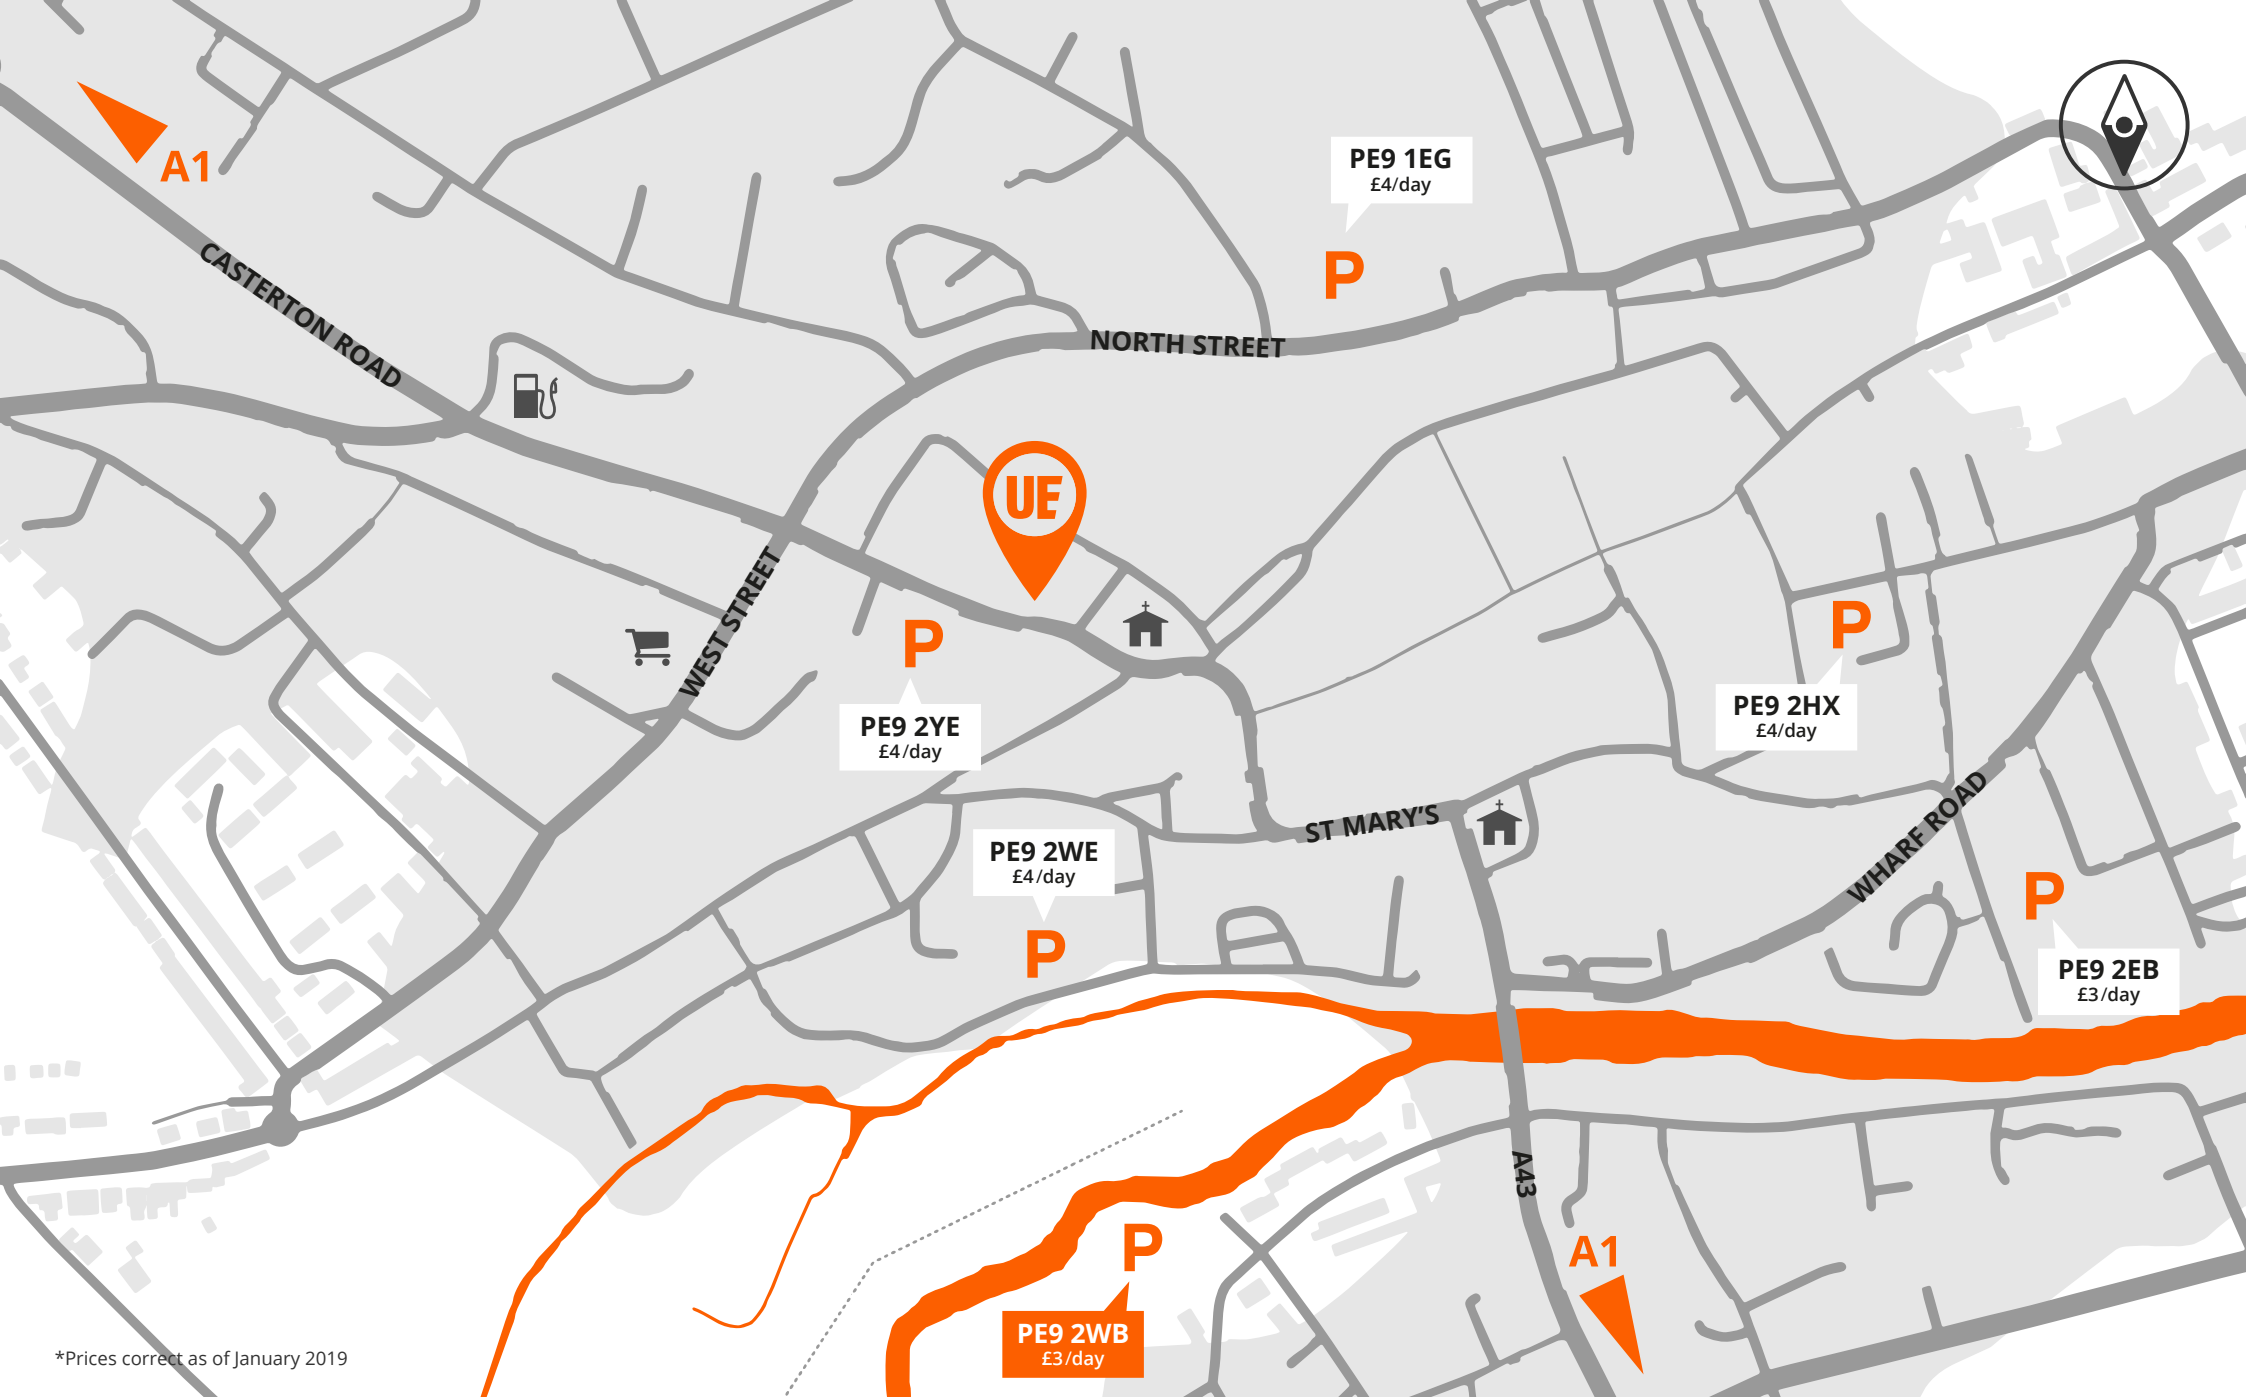 A1
PE9 1EG
£4/day
P
CASTERTON ROAD
NORTH STREET
UE
WEST STREET
P
PE9 2YE
£4/day
P
PE9 2HX
£4/day
ST MARY'S
WHARF ROAD
PE9 2WE
£4/day
P
P
PE9 2EB
£3/day
A43
P
PE9 2WB
£3/day
A1
*Prices correct as of January 2019